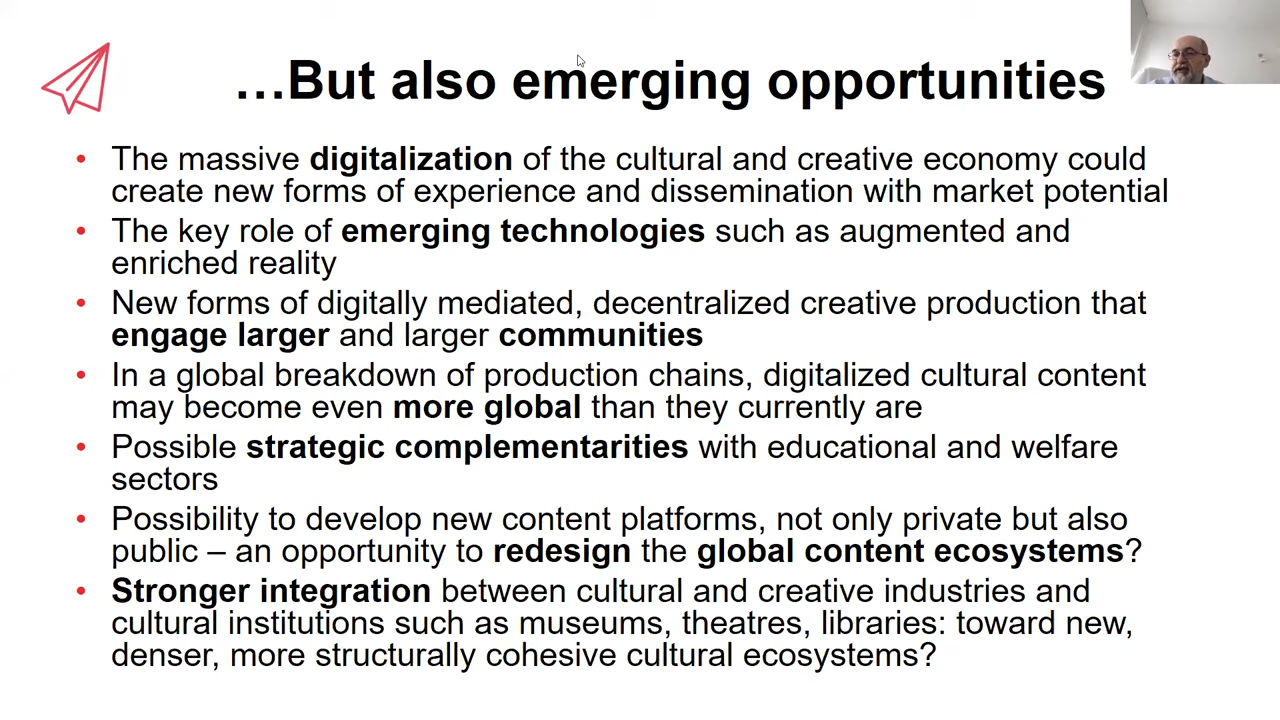 ...But also emerging opportunities
• The massive digitalization of the cultural and creative economy could
create new forms of experience and dissemination with market potential
• The key role of emerging technologies such as augmented and
enriched reality
• New forms of digitally mediated, decentralized creative production that
engage larger and larger communities
• In a global breakdown of production chains, digitalized cultural content
may become even more global than they currently are
• Possible strategic complementarities with educational and welfare
sectors
• Possibility to develop new content platforms, not only private but also
public – an opportunity to redesign the global content ecosystems?
• Stronger integration between cultural and creative industries and
cultural institutions such as museums, theatres, libraries: toward new,
denser, more structurally cohesive cultural ecosystems?